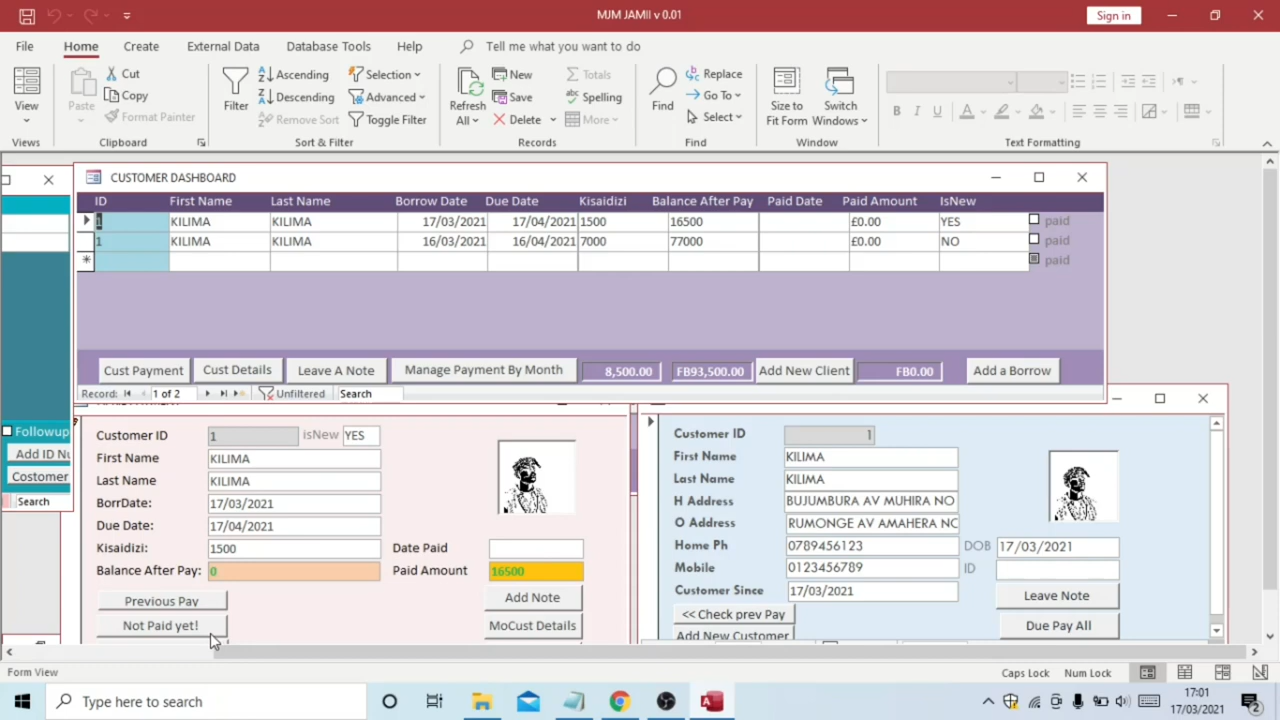 MJM JAMII v 0.01
Sign in
File Home Create External Data Database Tools Help Tell me what you want to do
View Paste Cut Copy Format Painter
Filter Ascending Descending Remove Sort Selection Advanced Toggle Filter
Refresh All New Save Delete Totals Spelling More
Find Replace Go To Select
Size to Fit Form Switch Windows
Views Clipboard Sort & Filter Records Find Window Text Formatting
CUSTOMER DASHBOARD
ID First Name Last Name Borrow Date Due Date Kisaidizi Balance After Pay Paid Date Paid Amount IsNew
1 KILIMA KILIMA 17/03/2021 17/04/2021 1500 16500 £0.00 YES paid
1 KILIMA KILIMA 16/03/2021 16/04/2021 7000 77000 £0.00 NO paid
paid
Cust Payment Cust Details Leave A Note Manage Payment By Month 8,500.00 FB93,500.00 Add New Client FB0.00 Add a Borrow
Record: 1 of 2 Unfiltered Search
Followup
Add ID Nu
Costomer
Search
Customer ID 1 isNew YES
First Name KILIMA
Last Name KILIMA
BorrDate: 17/03/2021
Due Date: 17/04/2021
Kisaidizi: 1500 Date Paid
Balance After Pay: 0 Paid Amount 16500
Previous Pay Add Note
Not Paid yet! MoCust Details
Customer ID 1
First Name KILIMA
Last Name KILIMA
H Address BUJUMBURA AV MUHIRA NO
O Address RUMONGE AV AMAHERA NO
Home Ph 0789456123 DOB 17/03/2021
Mobile 0123456789 ID
Customer Since 17/03/2021 Leave Note
<< Check prev Pay Due Pay All
Add New Customer
Form View Caps Lock Num Lock
Type here to search
17:01
17/03/2021
2